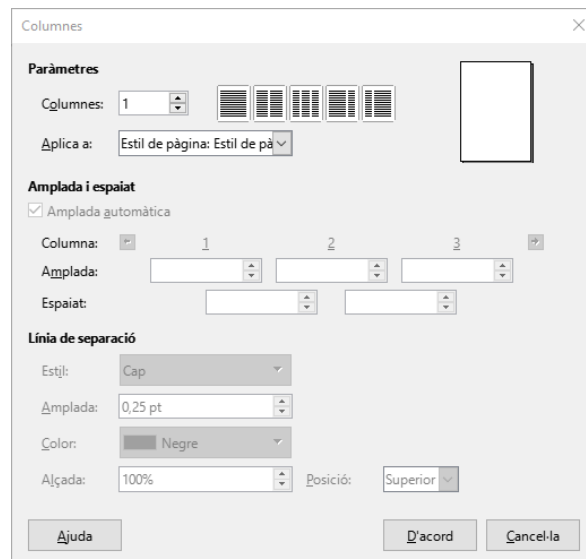 Columnes
Paràmetres
Columnes: 1
Aplica a: Estil de pàgina: Estil de pà
Amplada i espaiat
Amplada automàtica
Columna: 1 2 3
Amplada:
Espaiat:
Línia de separació
Estil: Cap
Amplada: 0,25 pt
Color: Negre
Alçada: 100% Posició: Superior
Ajuda D'acord Cancel·la